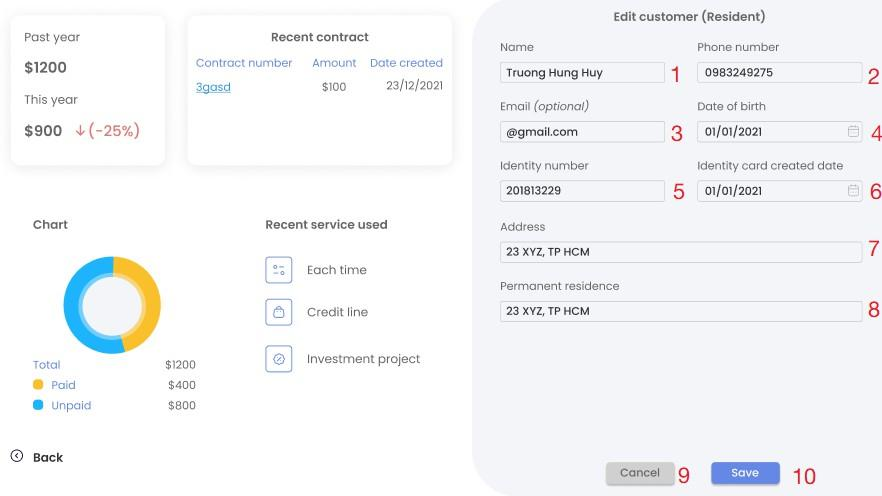 Past year
$1200
This year
$900 ↓(-25%)
Recent contract
Contract number Amount Date created
3gasd $100 23/12/2021
Chart
Total $1200
Paid $400
Unpaid $800
Recent service used
Each time
Credit line
Investment project
Back
Edit customer (Resident)
Name Phone number
Truong Hung Huy 1 0983249275 2
Email (optional) Date of birth
@gmail.com 3 01/01/2021 4
Identity number Identity card created date
201813229 5 01/01/2021 6
Address
23 XYZ, TP HCM 7
Permanent residence
23 XYZ, TP HCM 8
Cancel 9 Save 10